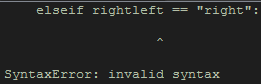 elseif rightleft == "right":
^
SyntaxError: invalid syntax